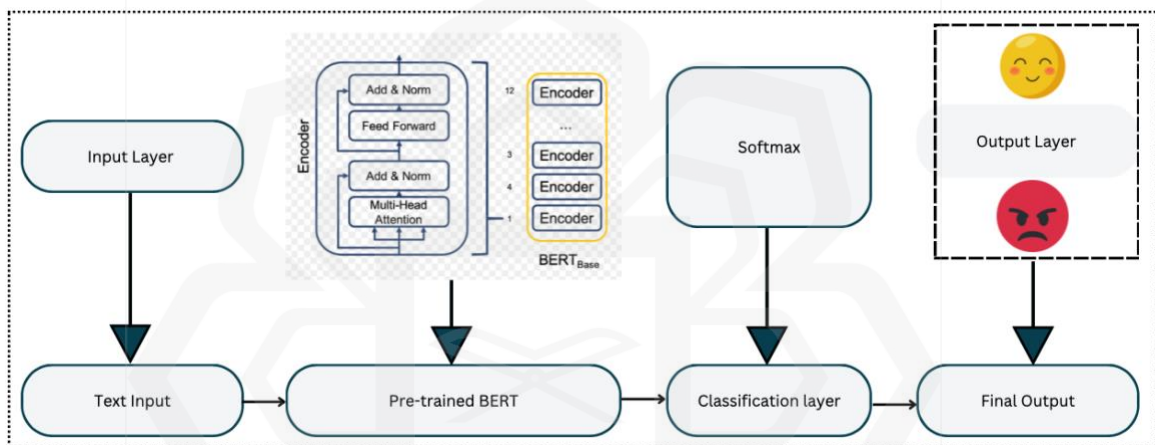 Input Layer
Encoder
Add & Norm
Feed Forward
Add & Norm
Multi-Head
Attention
12 Encoder
...
3 Encoder
4 Encoder
1 Encoder
BERTBase
Softmax
Output Layer
Text Input
Pre-trained BERT
Classification layer
Final Output